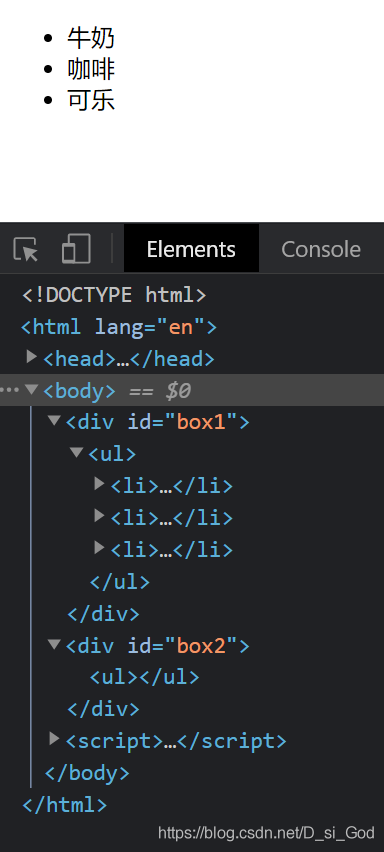 牛奶
咖啡
可乐
Elements Console
<!DOCTYPE html>
<html lang="en">
<head>…</head>
<body> == $0
<div id="box1">
<ul>
<li>…</li>
<li>…</li>
<li>…</li>
</ul>
</div>
<div id="box2">
<ul></ul>
</div>
<script>…</script>
</body>
</html>
https://blog.csdn.net/D_si_God